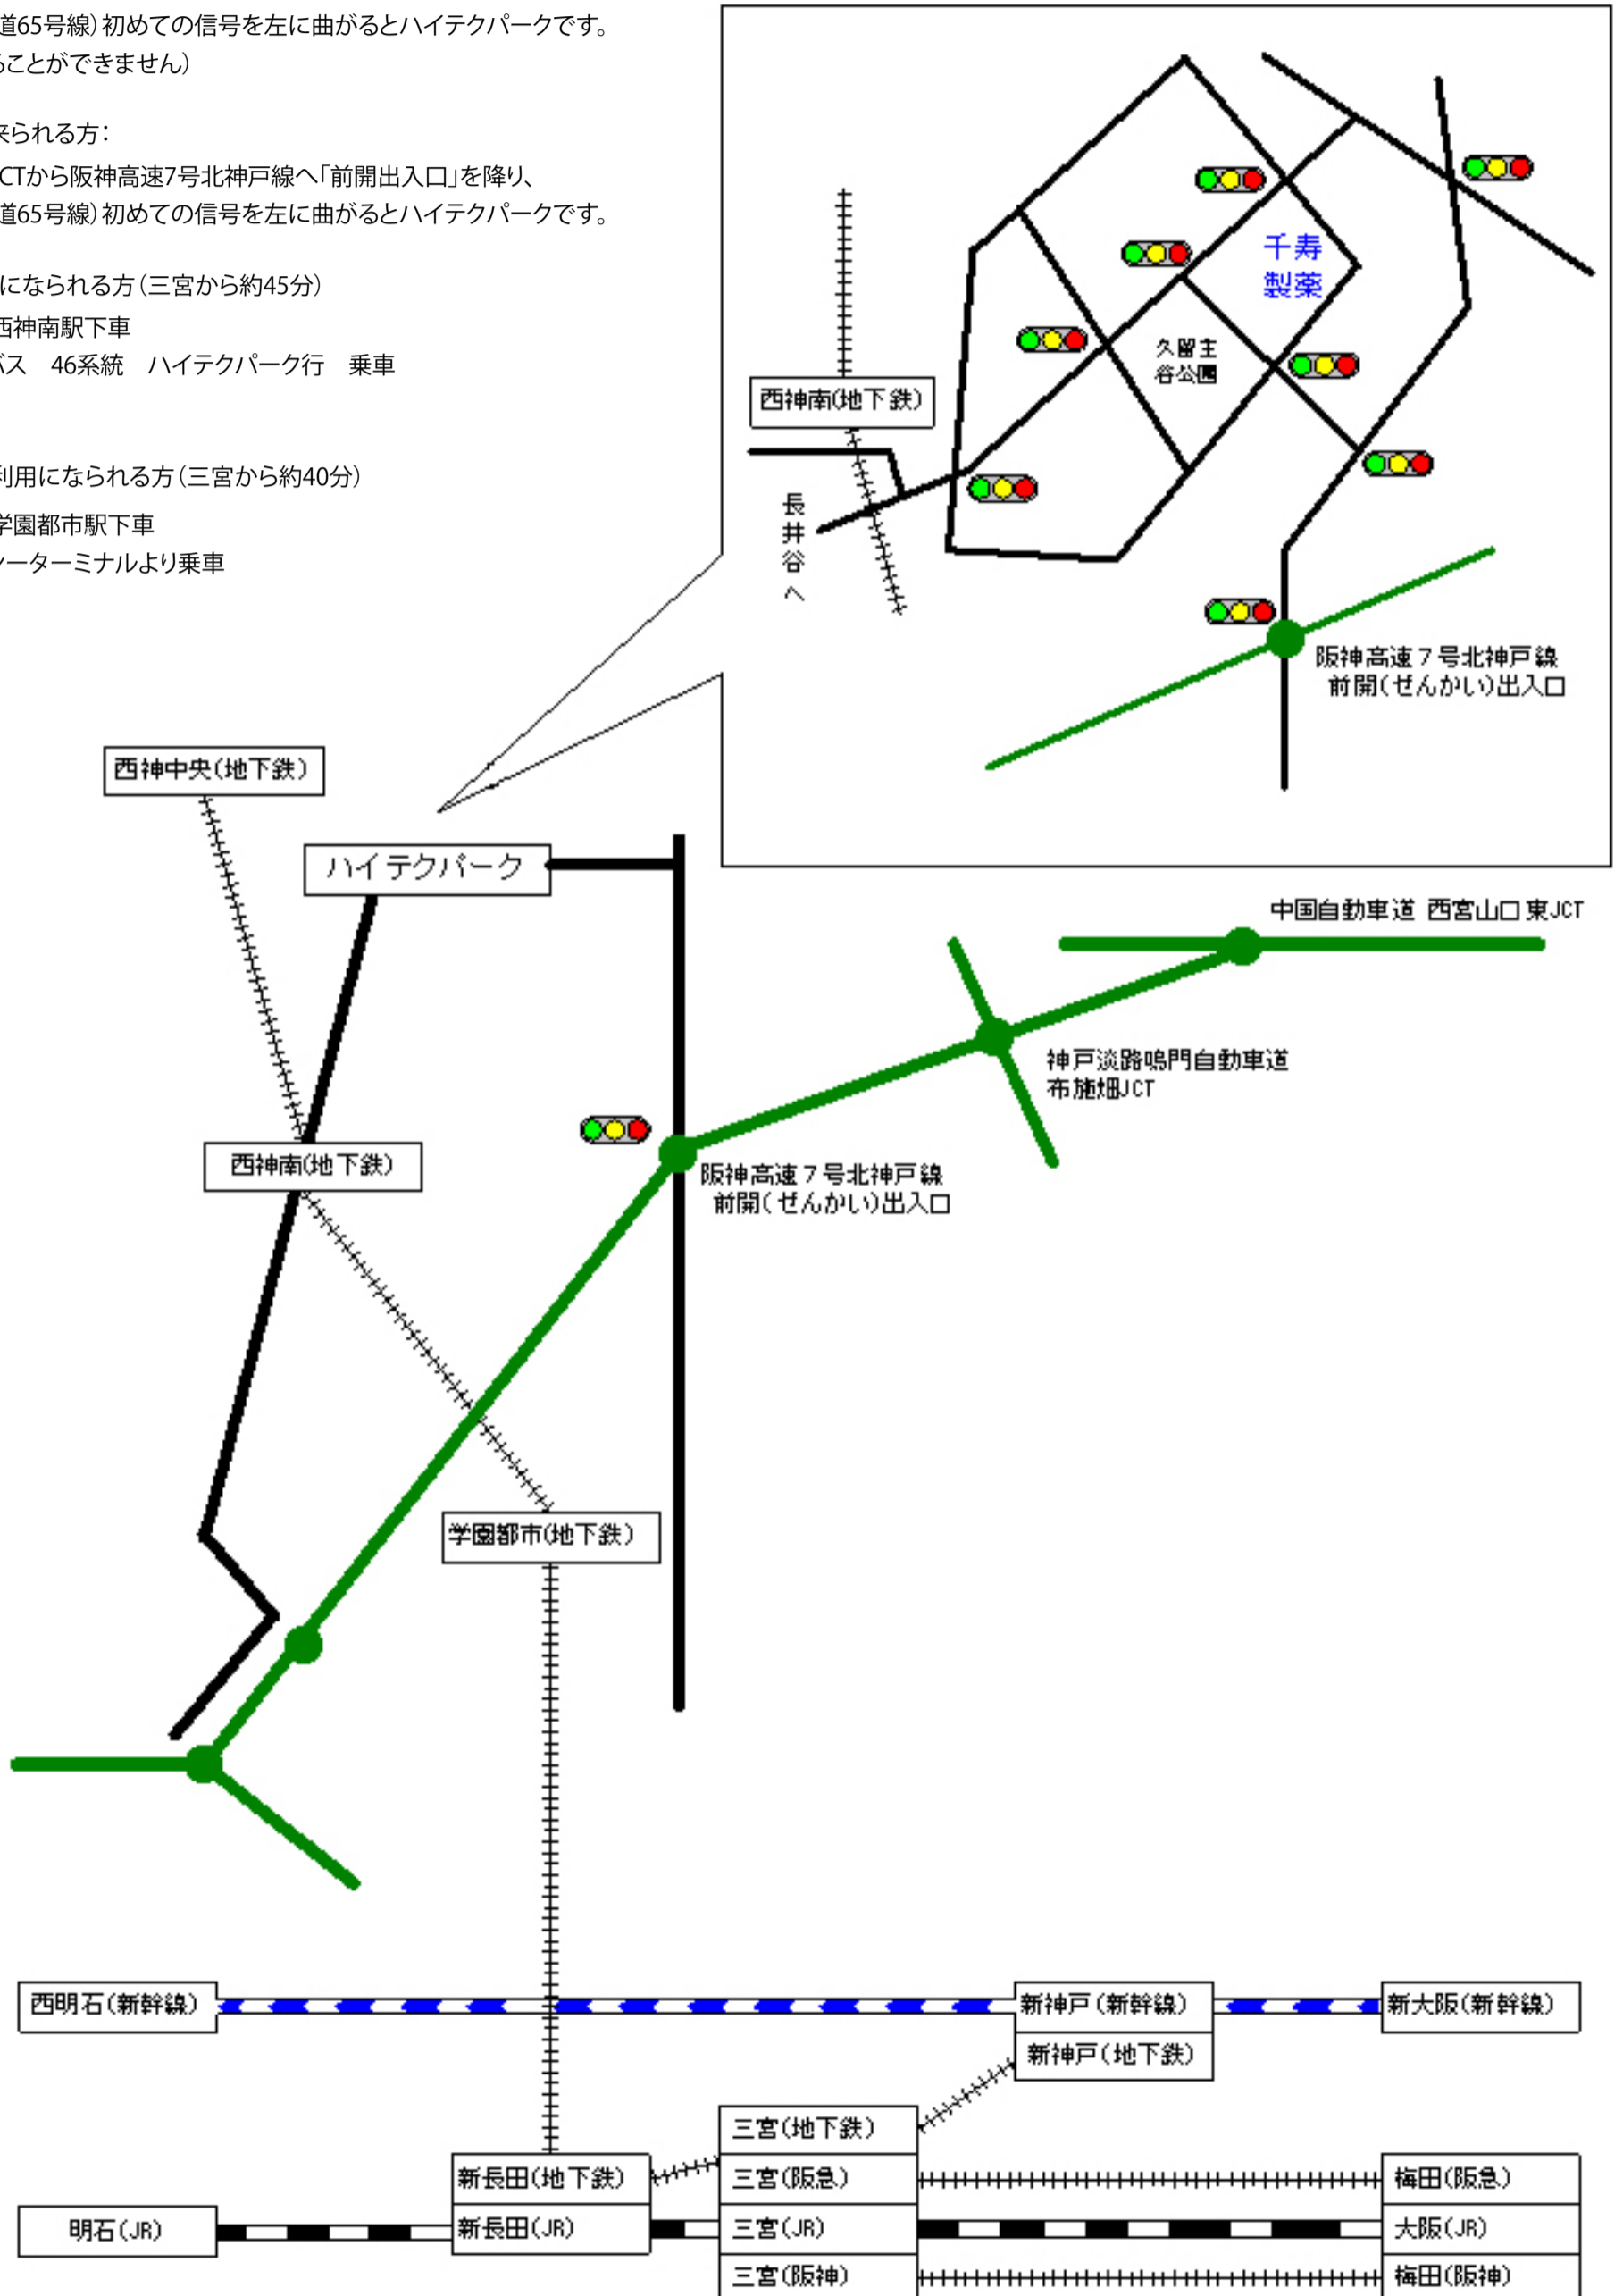 道65号線）初めての信号を左に曲がるとハイテクパークです。
ることができません）
来られる方：
CTから阪神高速7号北神戸線へ「前開出入口」を降り、
道65号線）初めての信号を左に曲がるとハイテクパークです。
になられる方（三宮から約45分）
西神南駅下車
バス　46系統　ハイテクパーク行　乗車
利用になられる方（三宮から約40分）
学園都市駅下車
ターミナルより乗車
千寿
製薬
久留主
谷公園
西神南(地下鉄)
長井谷へ
阪神高速７号北神戸線
前開(ぜんかい)出入口
西神中央(地下鉄)
ハイテクパーク
中国自動車道 西宮山口東JCT
神戸淡路鳴門自動車道
布施畑JCT
西神南(地下鉄)
阪神高速７号北神戸線
前開(ぜんかい)出入口
学園都市(地下鉄)
西明石(新幹線)
新神戸(新幹線)
新大阪(新幹線)
新神戸(地下鉄)
三宮(地下鉄)
新長田(地下鉄)
三宮(阪急)
梅田(阪急)
明石(JR)
新長田(JR)
三宮(JR)
大阪(JR)
三宮(阪神)
梅田(阪神)